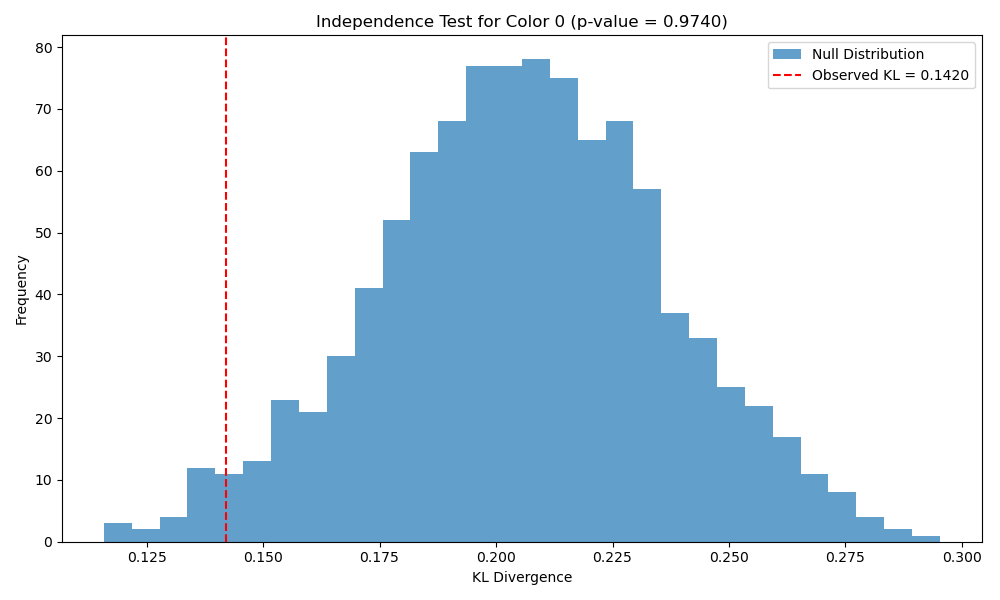 Independence Test for Color 0 (p-value = 0.9740)
Null Distribution
Observed KL = 0.1420
80
70
60
50
40
30
20
10
0
Frequency
0.125 0.150 0.175 0.200 0.225 0.250 0.275 0.300
KL Divergence